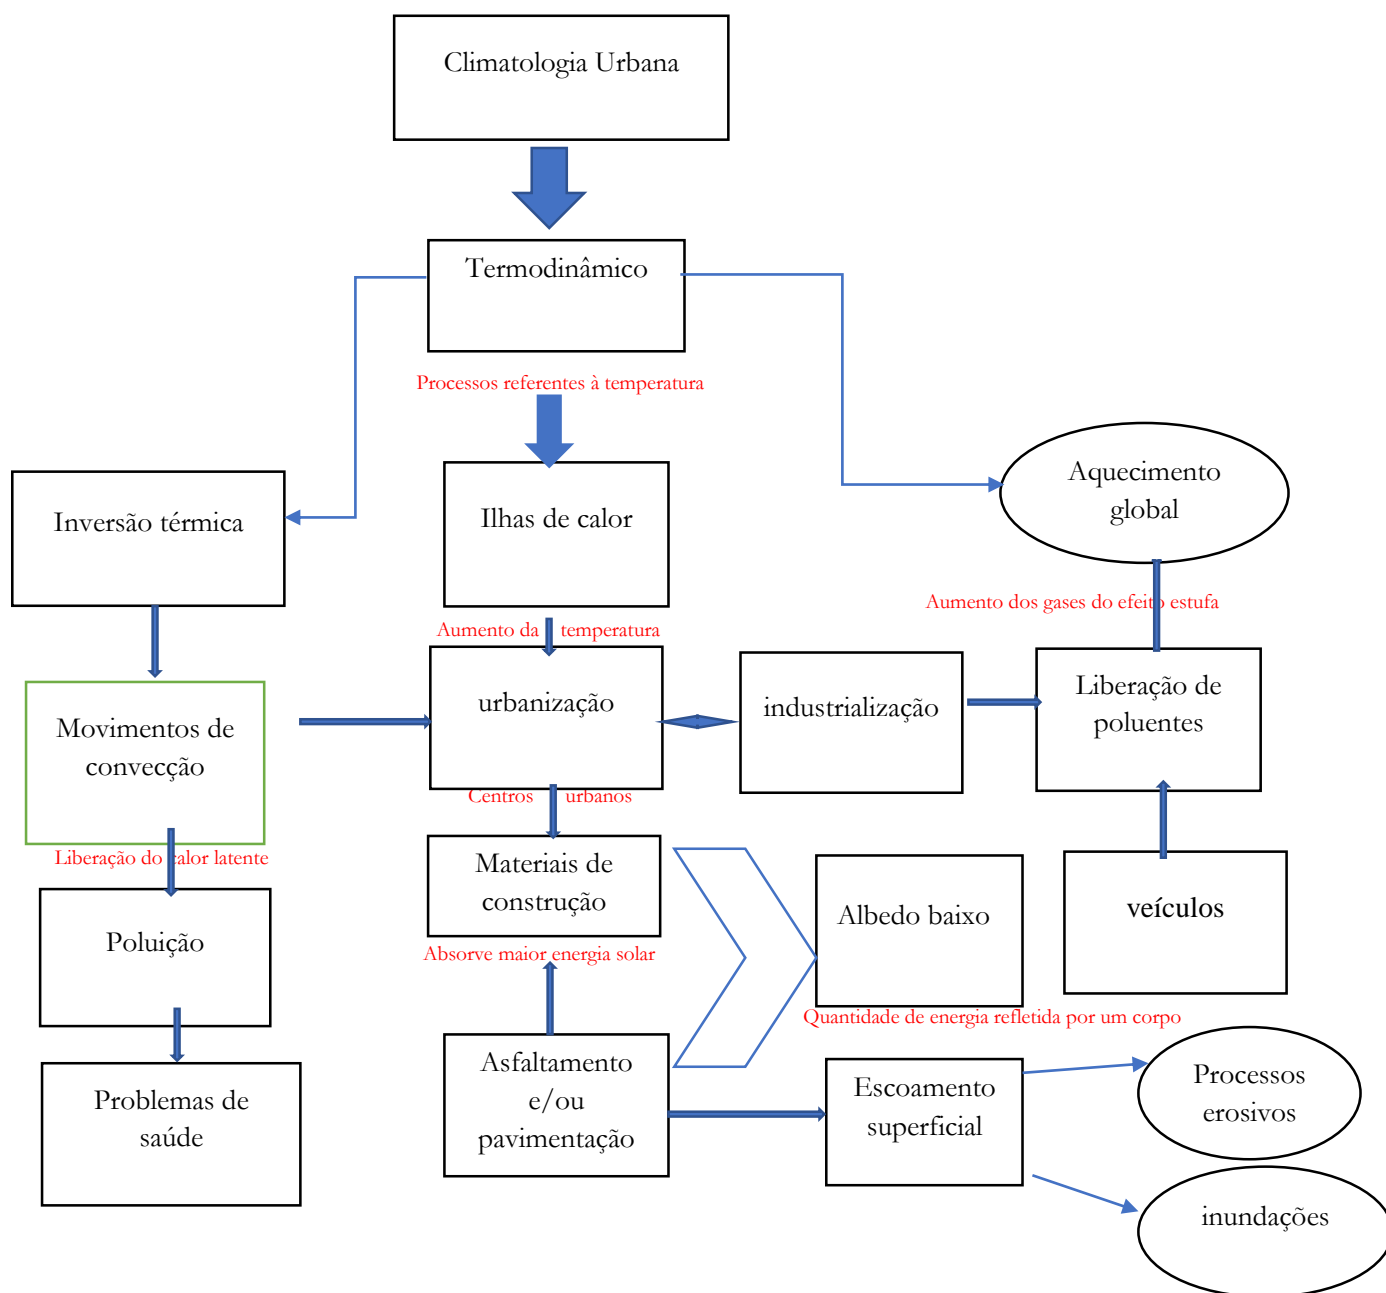 Climatologia Urbana
Termodinâmico
Processos referentes à temperatura
Inversão térmica
Ilhas de calor
Aquecimento
global
Aumento da temperatura
Aumento dos gases do efeito estufa
Movimentos de
convecção
urbanização
industrialização
Liberação de
poluentes
Centros urbanos
Liberação do calor latente
Materiais de
construção
Absorve maior energia solar
Albedo baixo
veículos
Quantidade de energia refletida por um corpo
Poluição
Problemas de
saúde
Asfaltamento
e/ou
pavimentação
Escoamento
superficial
Processos
erosivos
inundações